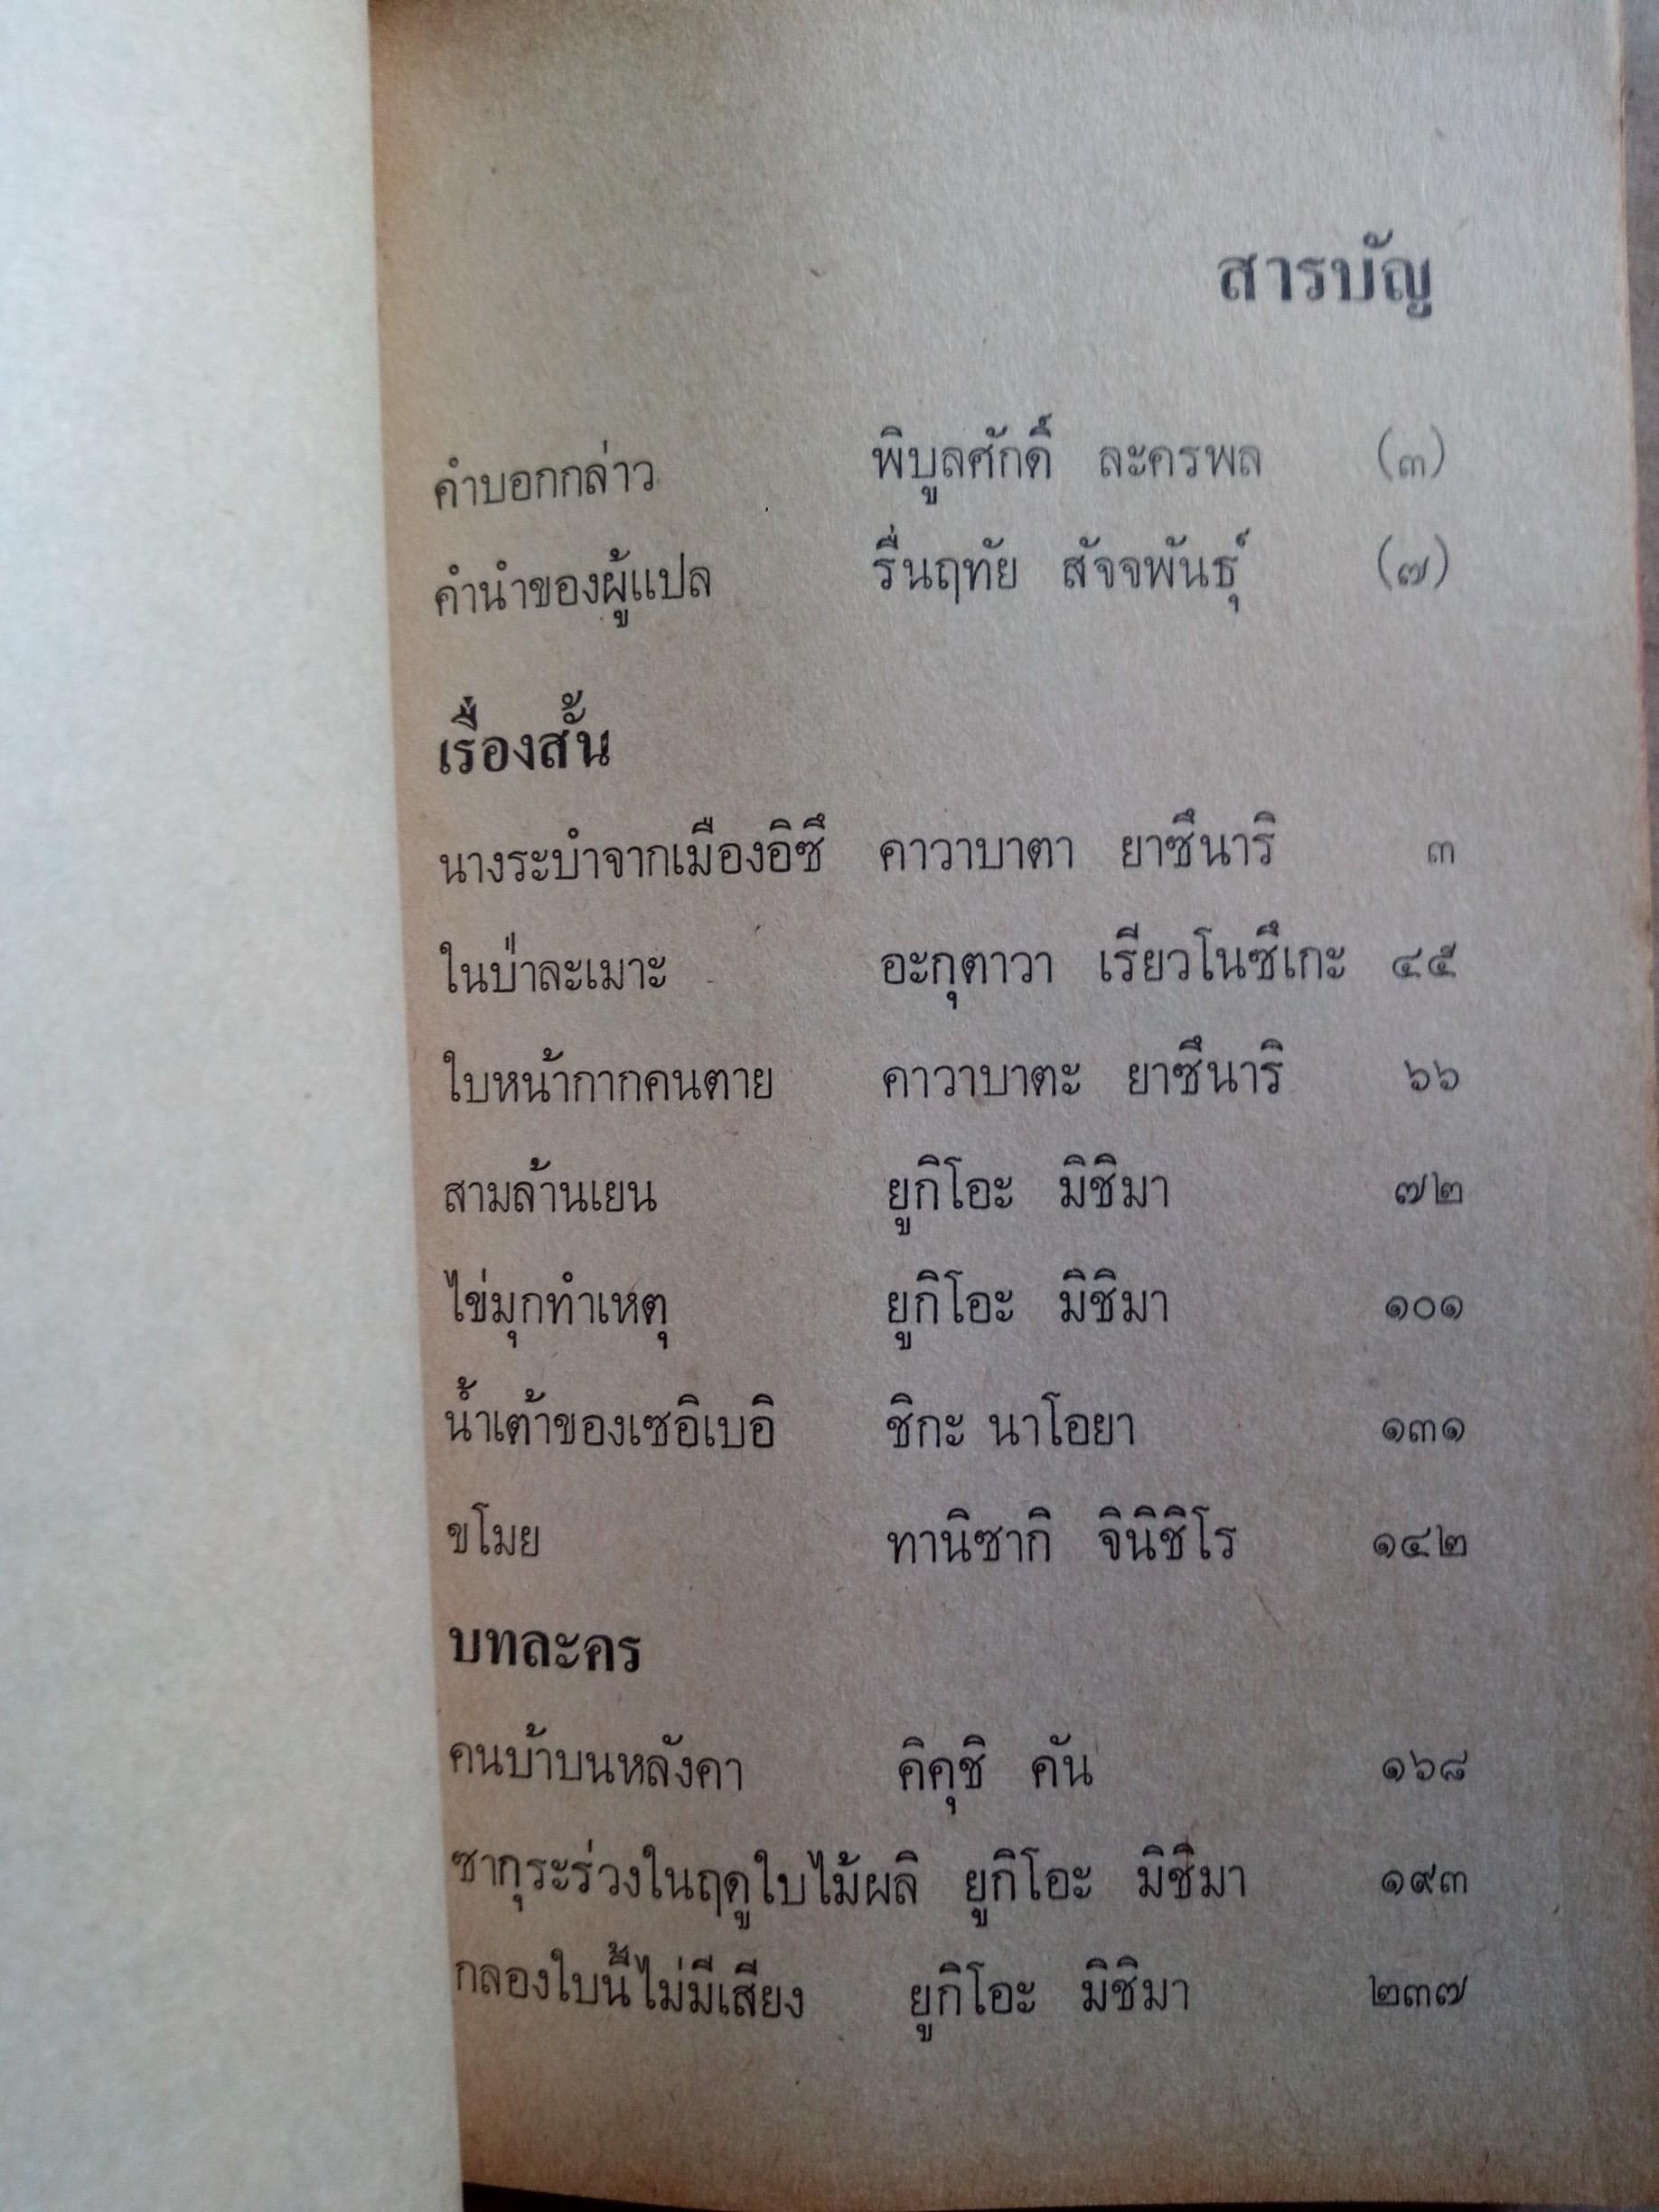 สารบัญ
คำบอกกล่าว พิบูลศักดิ์ ละครพล (๓)
คำนำของผู้แปล รื่นฤทัย สัจจพันธุ์ (๗)
เรื่องสั้น
นางระบำจากเมืองอิซึ คาวาบาตา ยาซึนาริ ๓
ในป่าละเมาะ อะกุตาวา เรียวโนซึเกะ ๔๕
ใบหน้ากากคนตาย คาวาบาตะ ยาซึนาริ ๖๖
สามล้านเยน ยูกิโอะ มิชิมา ๗๒
ไข่มุกทำเหตุ ยูกิโอะ มิชิมา ๑๐๑
น้ำเต้าของเซอิเบอิ ชิกะ นาโอยา ๑๓๑
ขโมย ทานิซากิ จินิชิโร ๑๔๒
บทละคร
คนบ้าบนหลังคา คิคุชิ คัน ๑๖๘
ซากุระร่วงในฤดูใบไม้ผลิ ยูกิโอะ มิชิมา ๑๙๓
กลองใบนี้ไม่มีเสียง ยูกิโอะ มิชิมา ๒๓๗